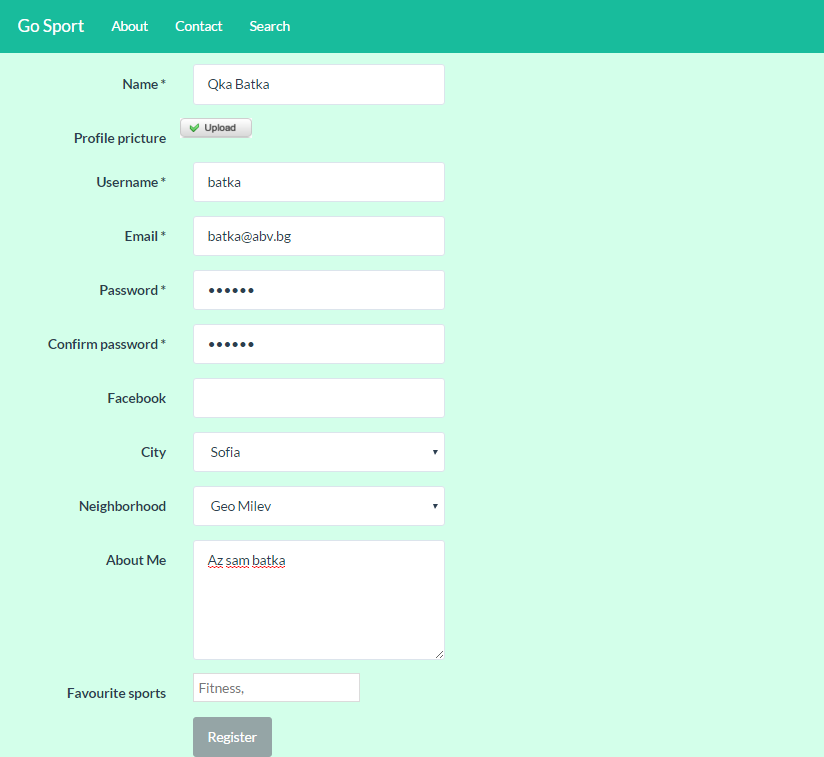 Go Sport About Contact Search
Name * Qka Batka
Profile pricture Upload
Username * batka
Email * batka@abv.bg
Password * ••••••
Confirm password * ••••••
Facebook
City Sofia
Neighborhood Geo Milev
About Me Az sam batka
Favourite sports Fitness,
Register